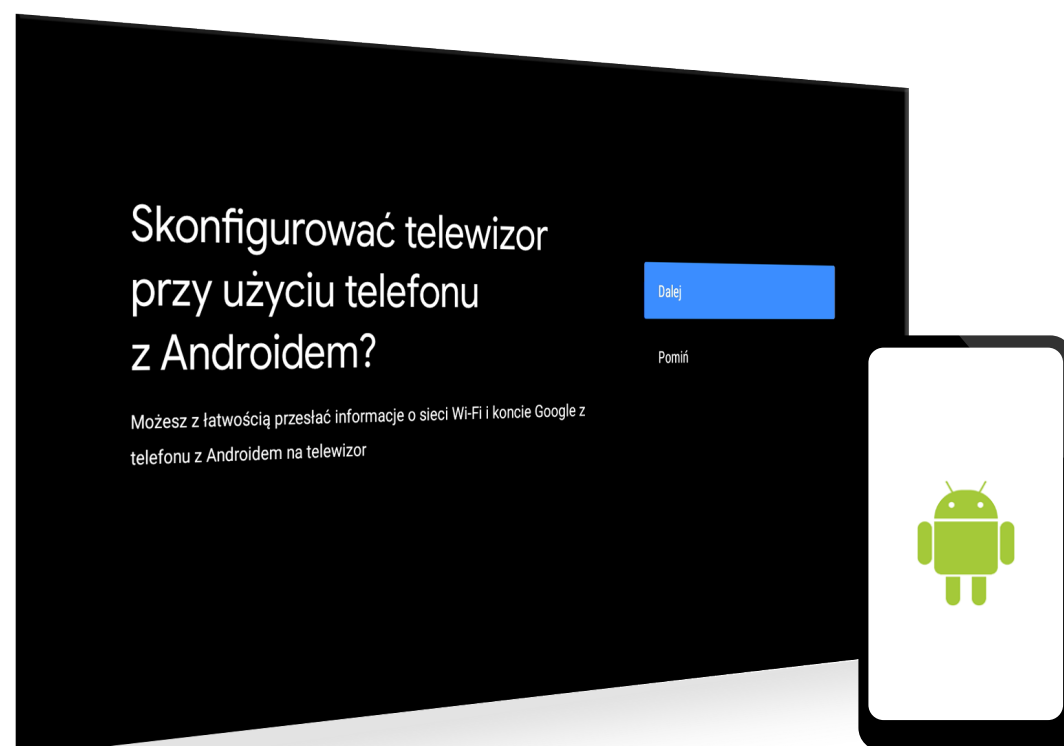 Skonfigurować telewizor
przy użyciu telefonu
z Androidem?
Możesz z łatwością przesłać informacje o sieci Wi-Fi i koncie Google z
telefonu z Androidem na telewizor
Dalej
Pomiń